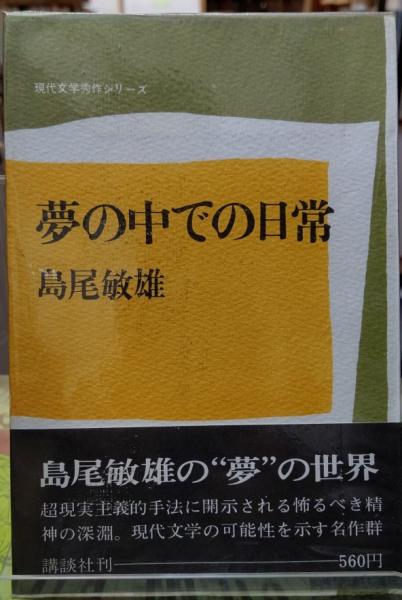 現代文学秀作シリーズ
夢の中での日常
島尾敏雄
島尾敏雄の“夢”の世界
超現実主義的手法に開示される怖るべき精
神の深淵。現代文学の可能性を示す名作群
講談社刊――560円